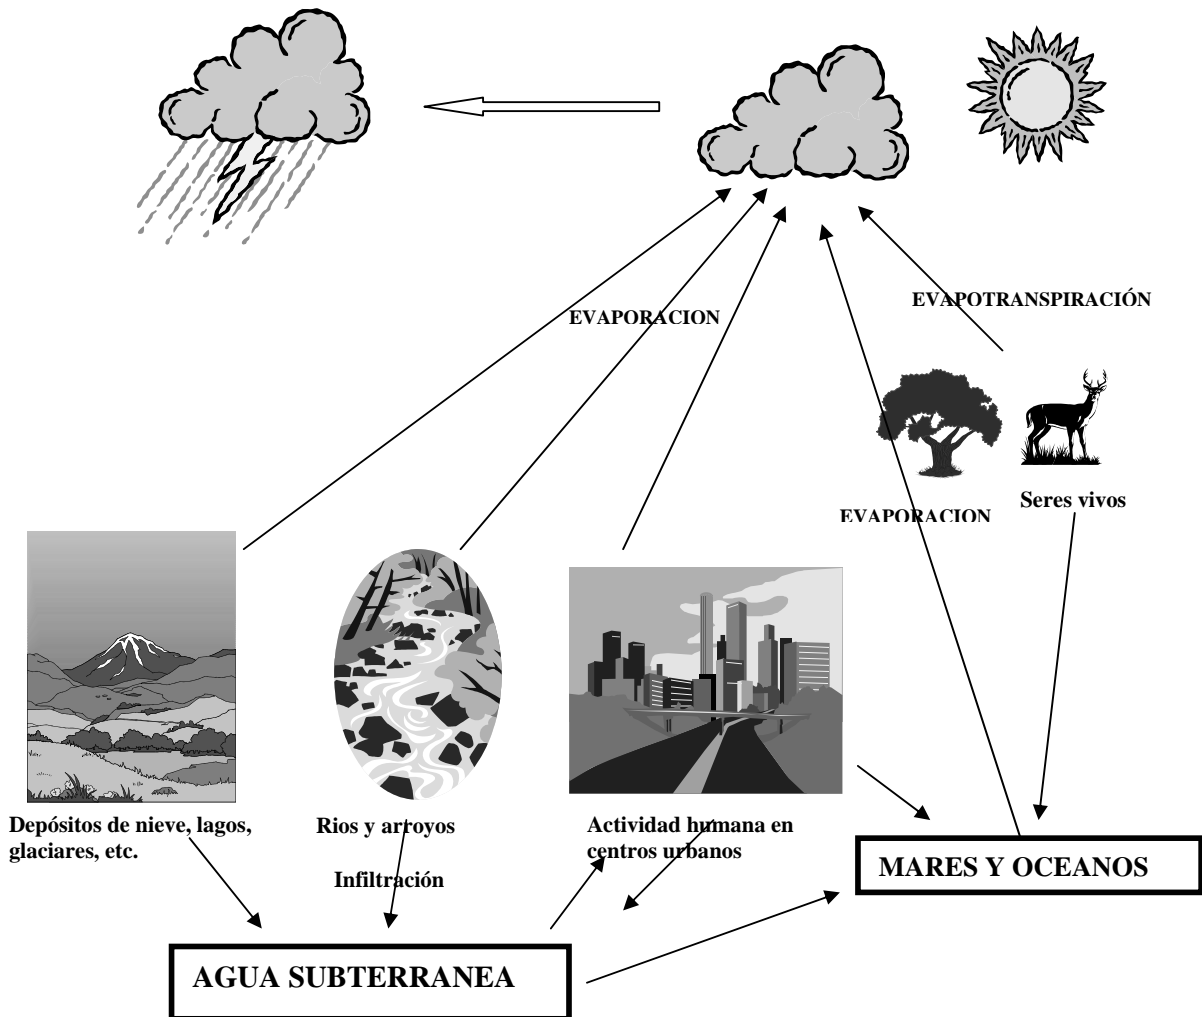 EVAPOTRANSPIRACIÓN
EVAPORACION
Seres vivos
EVAPORACION
Depósitos de nieve, lagos,
glaciares, etc.
Rios y arroyos
Infiltración
Actividad humana en
centros urbanos
MARES Y OCEANOS
AGUA SUBTERRANEA